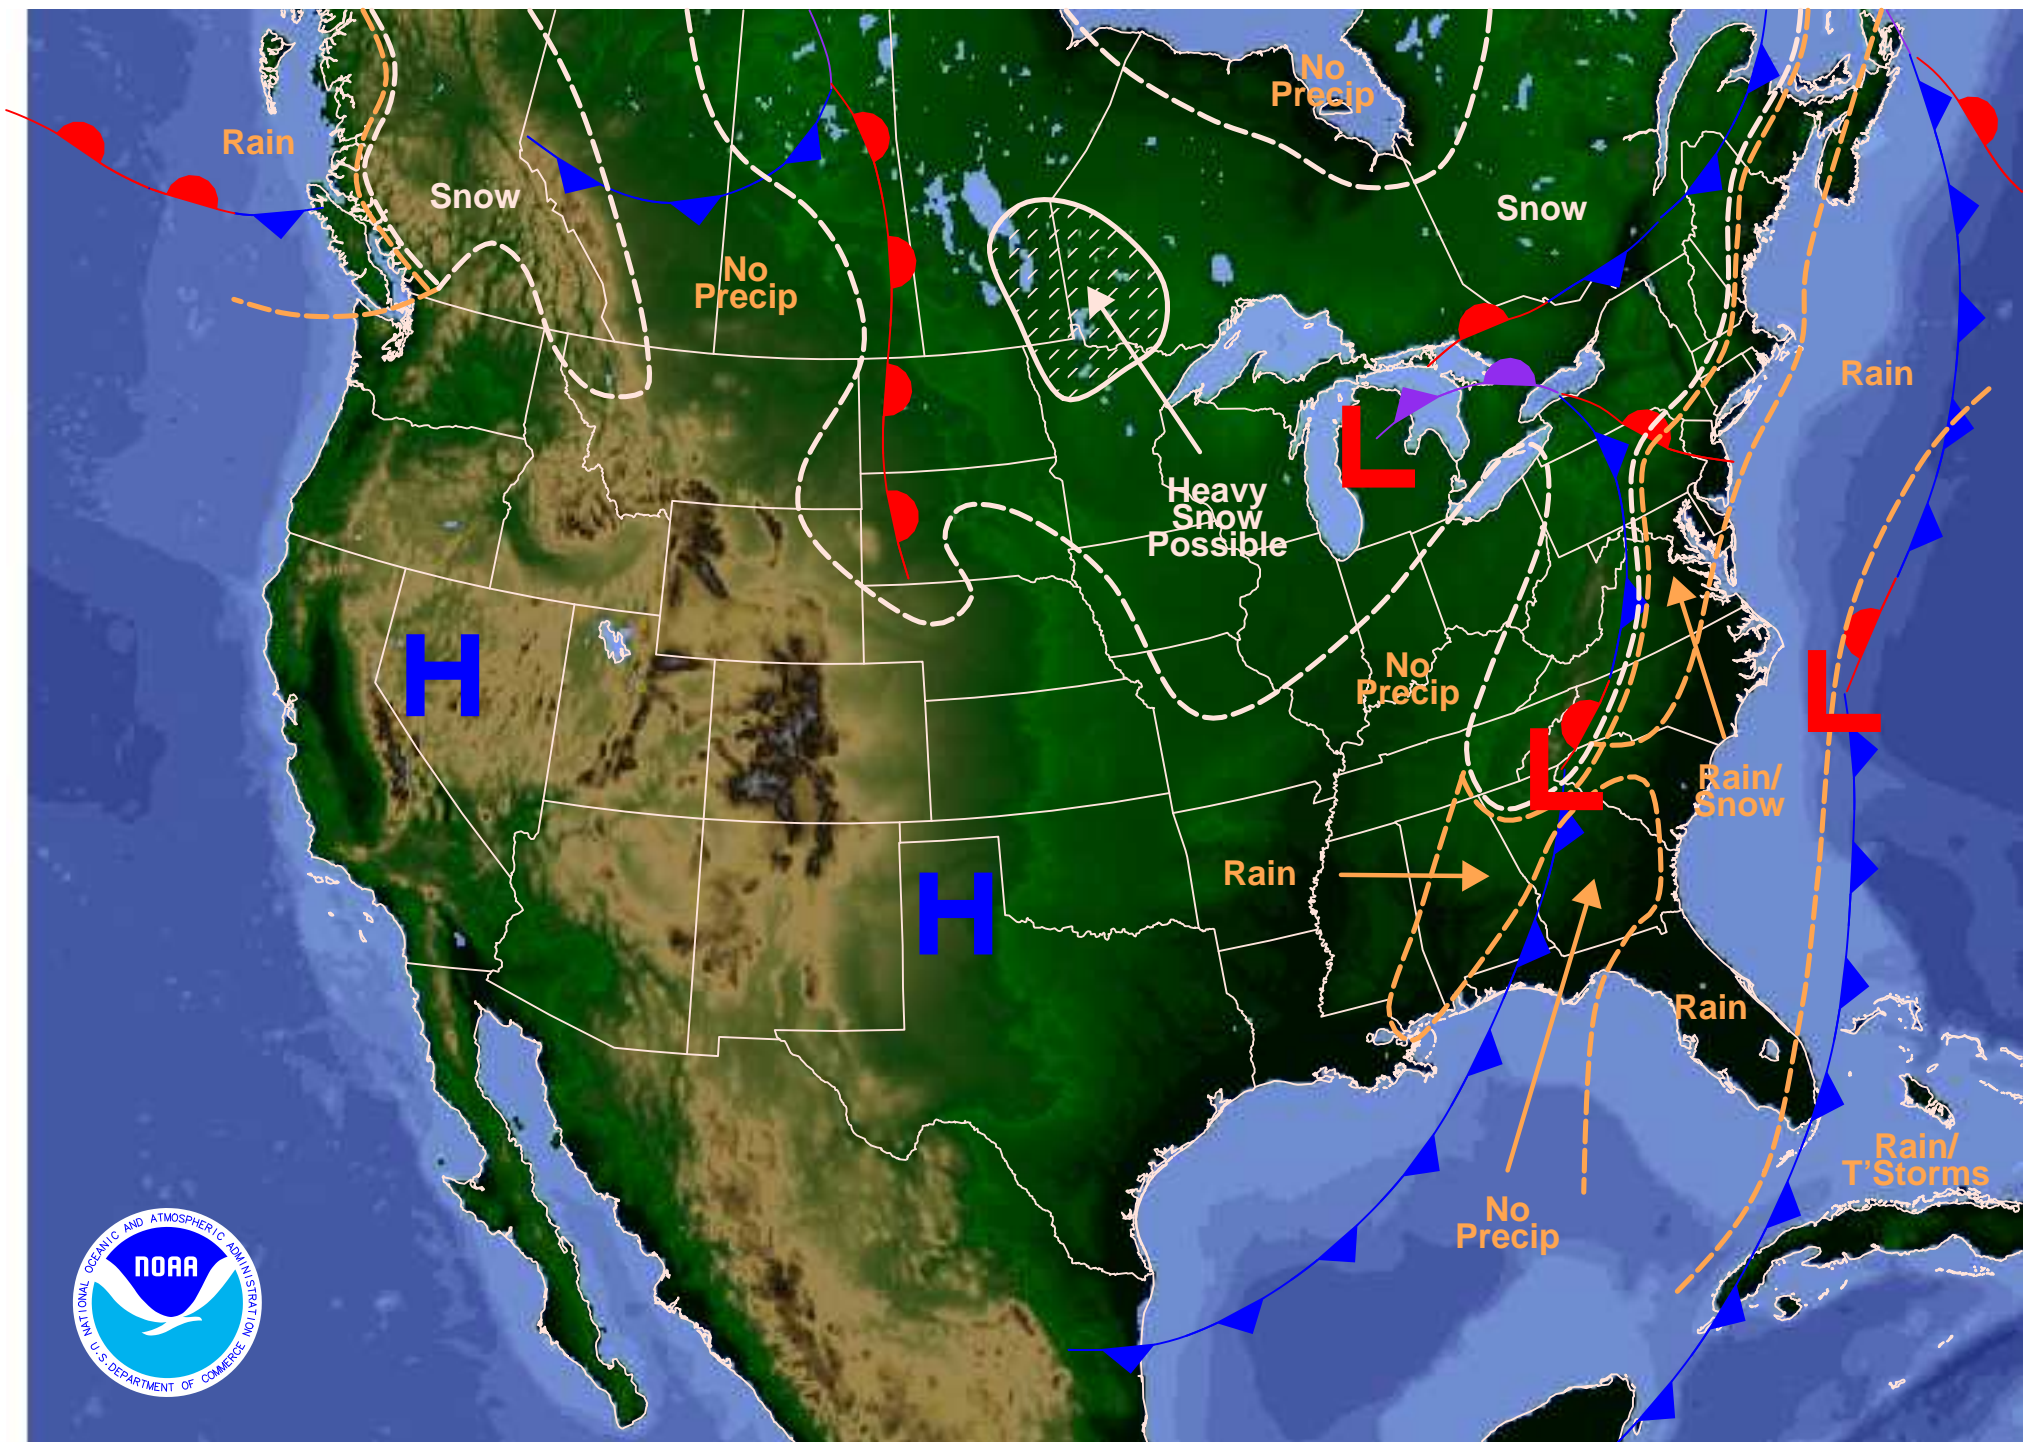 No
Precip
Rain
Snow
Snow
No
Precip
Rain
Heavy
Snow
Possible
H
L
No
Precip
L
L
Rain/
Snow
Rain
H
Rain
Rain/
T'Storms
No
Precip
NATIONAL OCEANIC AND ATMOSPHERIC ADMINISTRATION
NOAA
U.S. DEPARTMENT OF COMMERCE